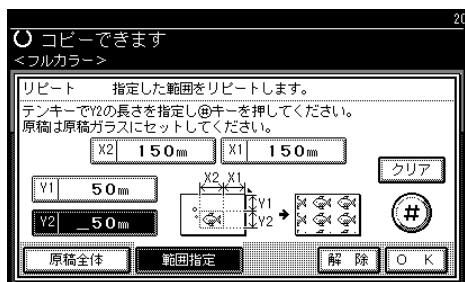 20
コピーできます
<フルカラー>
リピート 指定した範囲をリピートします。
テンキーでY2の長さを指定し#キーを押してください。
原稿は原稿ガラスにセットしてください。
X2 150mm X1 150mm
クリア
Y1 50mm
X2 X1
Y1
Y2
#
Y2 _50mm
原稿全体 範囲指定 解 除 O K